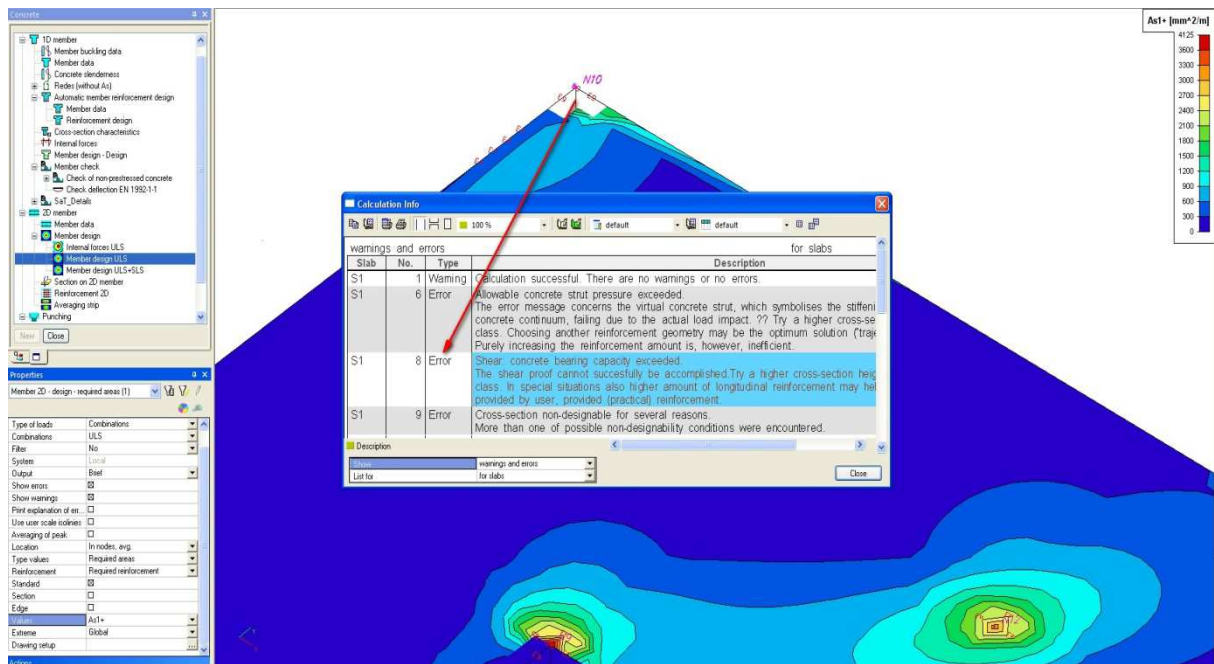 Concrete
1D member
Member buckling data
Member data
Concrete slenderness
Redes (without As)
Automatic member reinforcement design
Member data
Reinforcement design
Cross-section characteristics
Internal forces
Member design - Design
Member check
Check of non-prestressed concrete
Check deflection EN 1992-1-1
SaT_Details
2D member
Member data
Member design
Internal forces ULS
Member design ULS
Member design ULS+SLS
Section on 2D member
Reinforcement 2D
Averaging strip
Punching
New Close
Properties
Member 2D - design - required areas (1)
Type of loads Combinations
Combinations ULS
Filter No
System Local
Output Brief
Show errors
Show warnings
Print explanation of err...
Use user scale isolines
Averaging of peak
Location In nodes, avg.
Type values Required areas
Reinforcement Required reinforcement
Standard
Section
Edge
Values As1+
Extreme Global
Drawing setup
Actions
N10
Calculation Info
100 % default default
warnings and errors for slabs
Slab No. Type Description
S1 1 Warning Calculation successful. There are no warnings or no errors.
S1 6 Error Allowable concrete strut pressure exceeded.
The error message concerns the virtual concrete strut, which symbolises the stiffeni
concrete continuum, failing due to the actual load impact. ?? Try a higher cross-se
class. Choosing another reinforcement geometry may be the optimum solution ("traje
Purely increasing the reinforcement amount is, however, inefficient.
S1 8 Error Shear: concrete bearing capacity exceeded.
The shear proof cannot succesfully be accomplished.Try a higher cross-section heig
class. In special situations also higher amount of longitudinal reinforcement may hel
provided by user, provided (practical) reinforcement.
S1 9 Error Cross-section non-designable for several reasons.
More than one of possible non-designability conditions were encountered.
Description
Show warnings and errors
List for for slabs
Close
As1+ [mm^2/m]
4125
3600
3300
3000
2700
2400
2100
1800
1500
1200
900
600
300
0